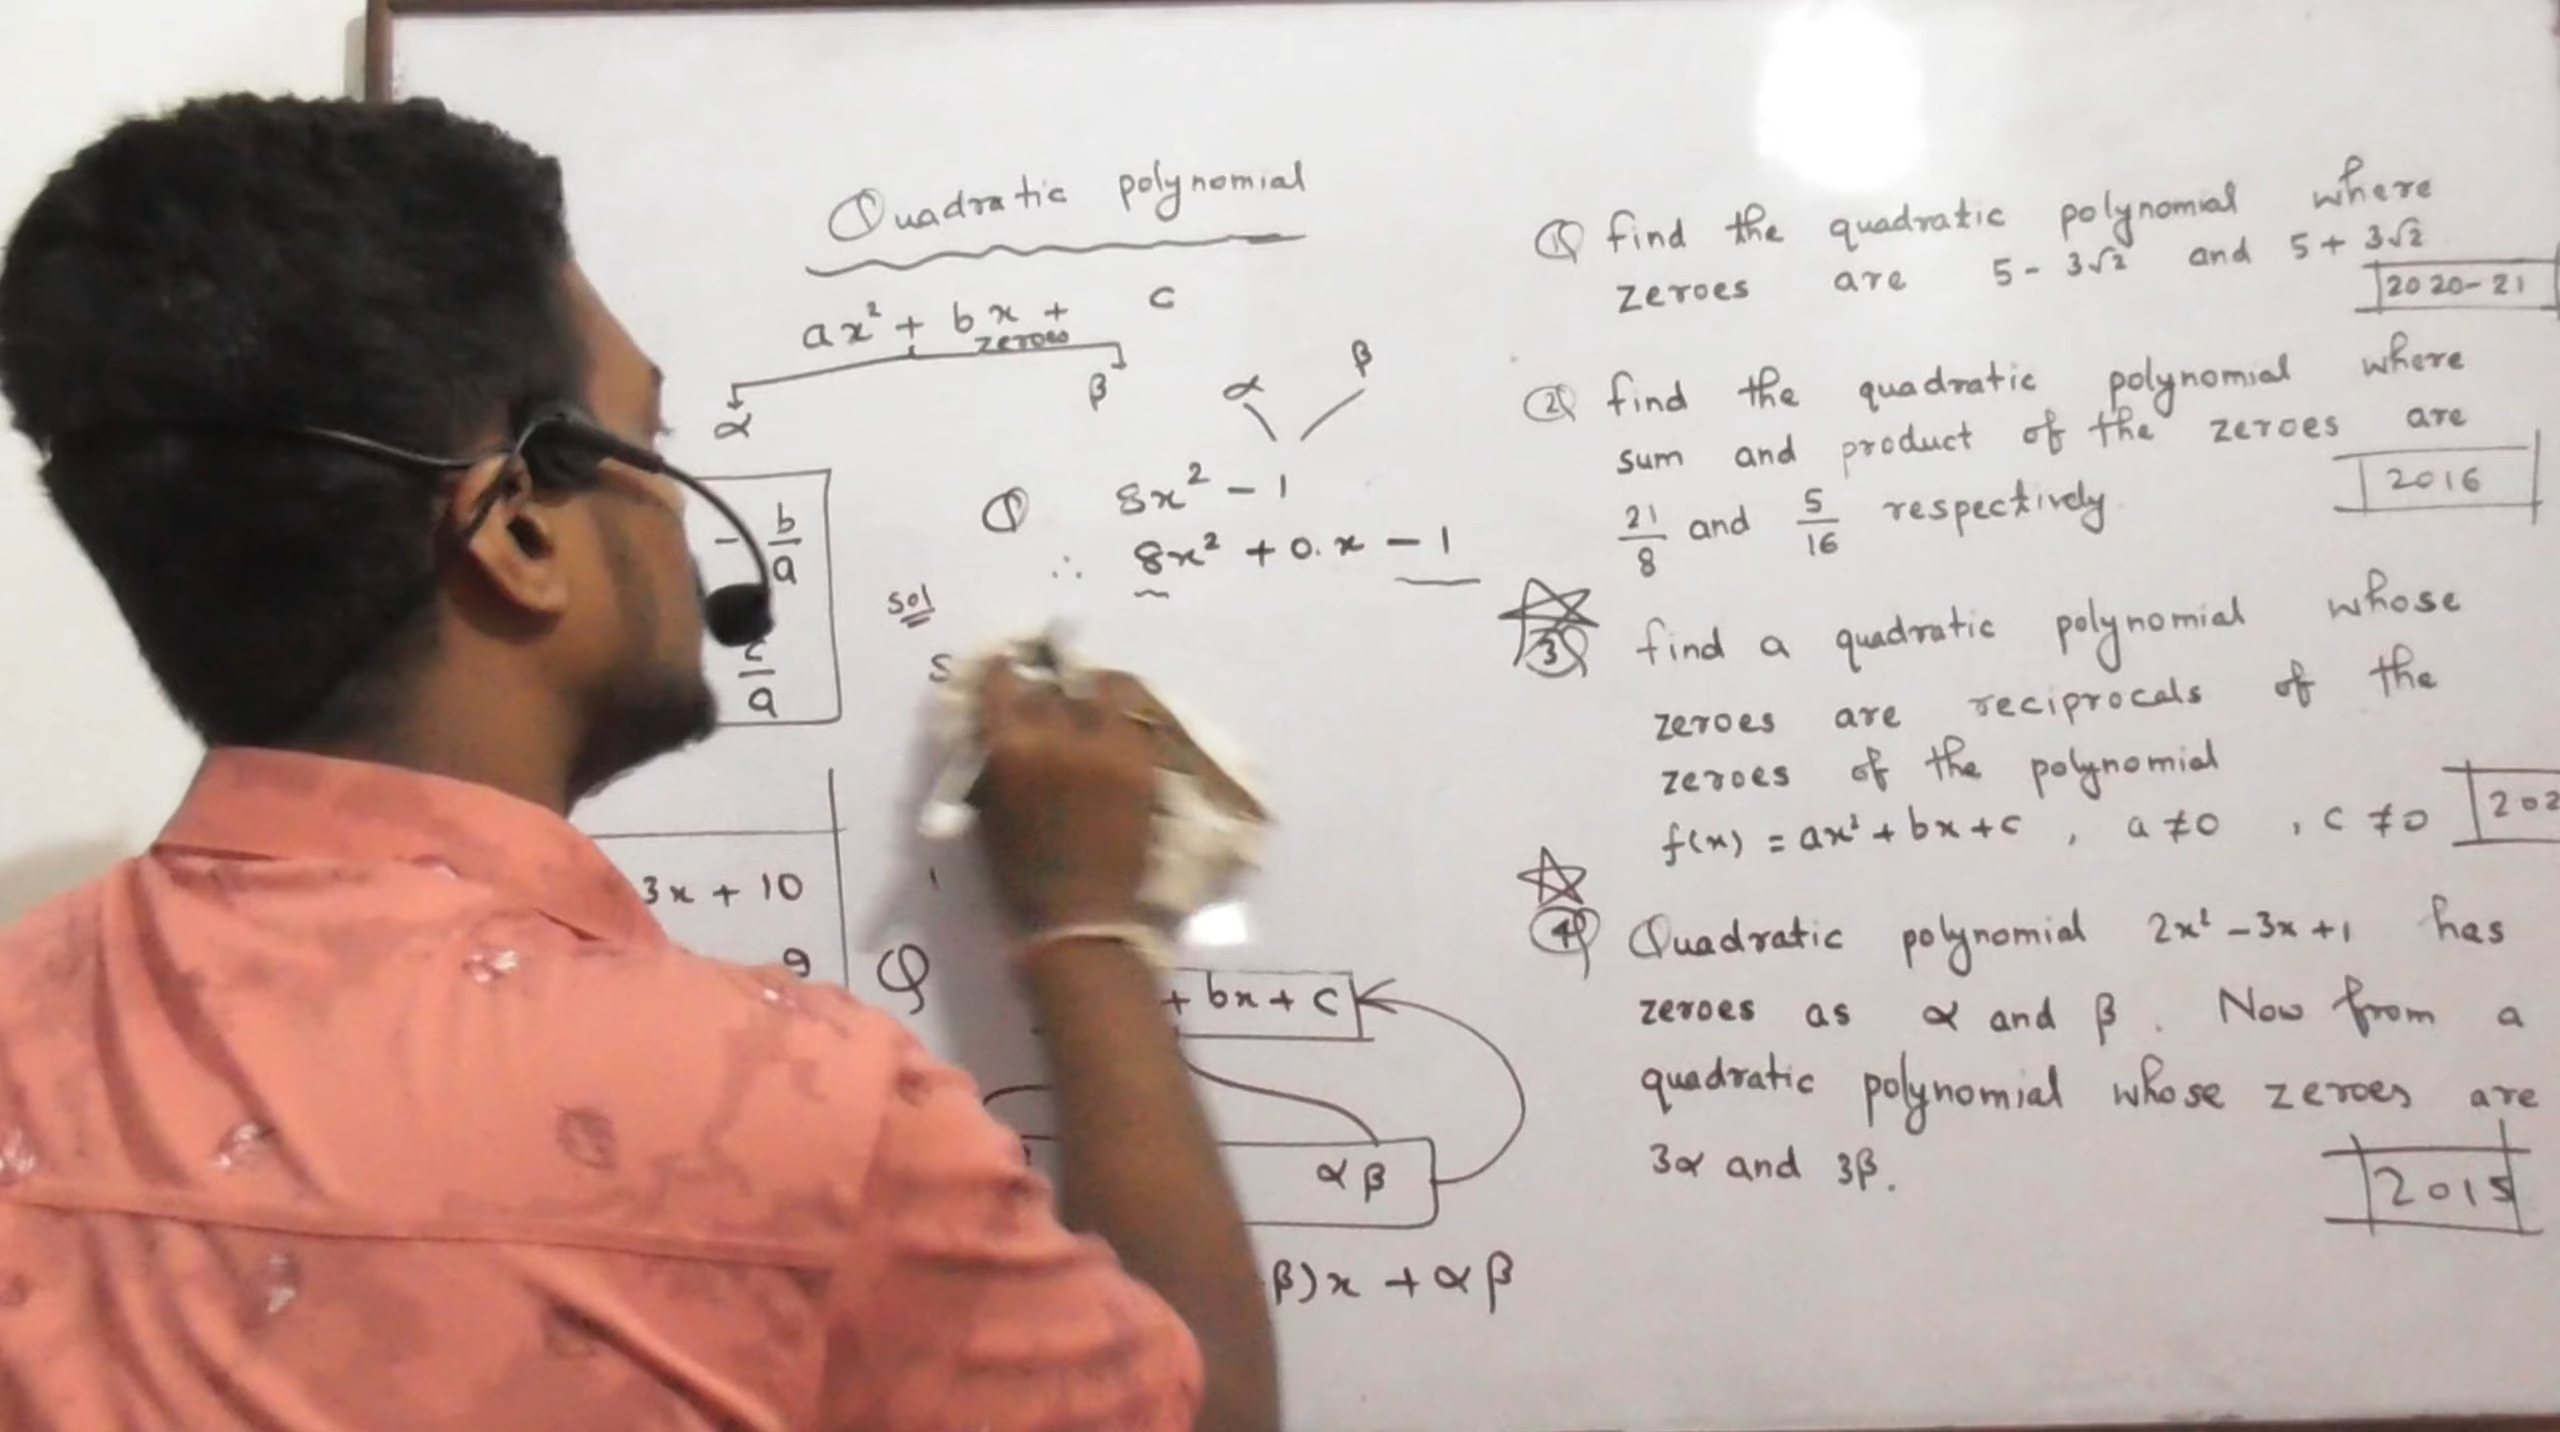 Quadratic polynomial
ax² + bx + c
zeroes
α β
α β
- b/a
c/a
① 8x² - 1
∴ 8x² + 0.x - 1
sol
S
3x + 10
9
+ bx + c
αβ
β)x + αβ
① find the quadratic polynomial where
zeroes are 5 - 3√2 and 5 + 3√2
2020-21
② find the quadratic polynomial where
sum and product of the zeroes are
21/8 and 5/16 respectively
2016
③ find a quadratic polynomial whose
zeroes are reciprocals of the
zeroes of the polynomial
f(x) = ax² + bx + c , a ≠ 0 , c ≠ 0
202
④ Quadratic polynomial 2x² - 3x + 1 has
zeroes as α and β . Now from a
quadratic polynomial whose zeroes are
3α and 3β.
2015